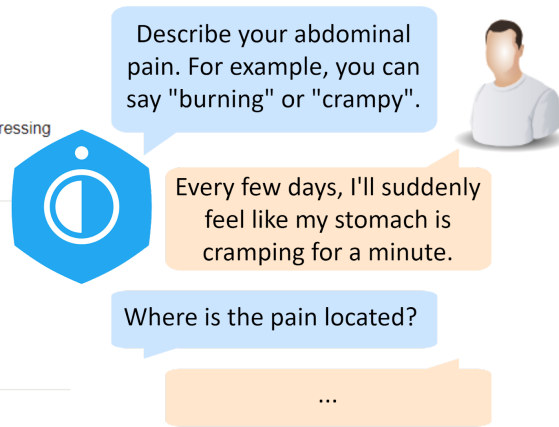 Describe your abdominal
pain. For example, you can
say "burning" or "crampy".
ressing
Every few days, I'll suddenly
feel like my stomach is
cramping for a minute.
Where is the pain located?
...